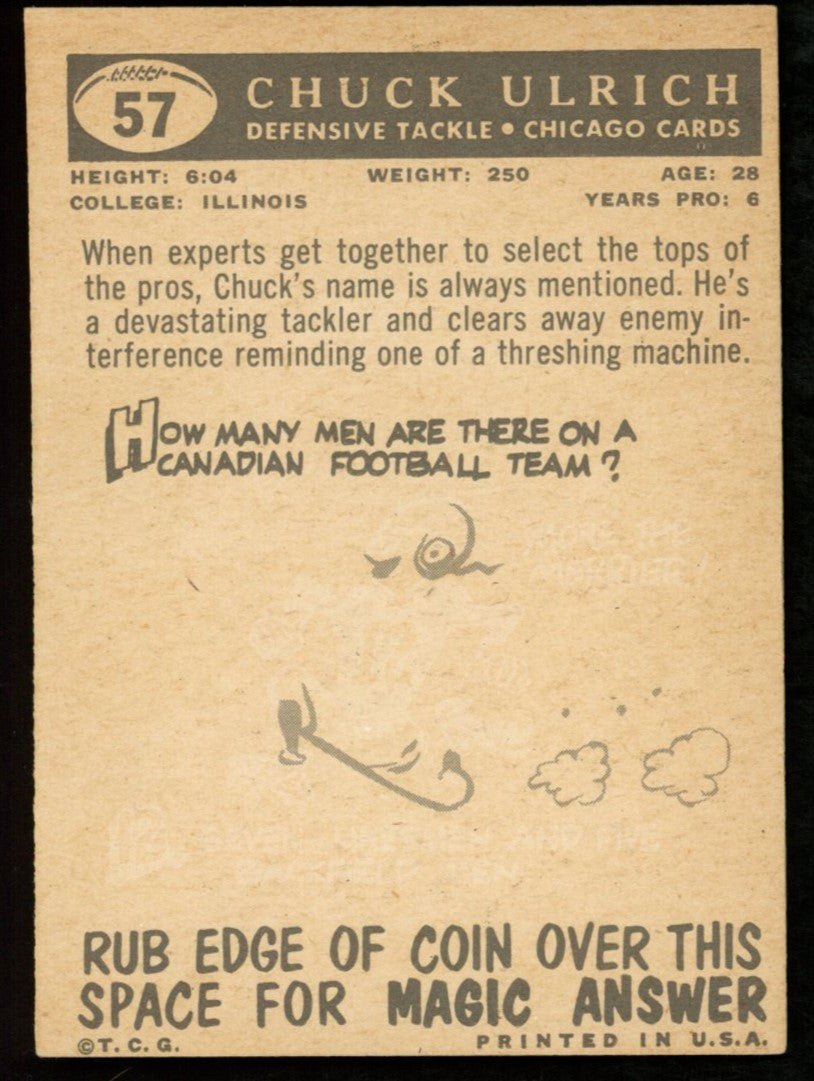 57
CHUCK ULRICH
DEFENSIVE TACKLE • CHICAGO CARDS
HEIGHT: 6:04 WEIGHT: 250 AGE: 28
COLLEGE: ILLINOIS YEARS PRO: 6
When experts get together to select the tops of
the pros, Chuck's name is always mentioned. He's
a devastating tackler and clears away enemy in-
terference reminding one of a threshing machine.
HOW MANY MEN ARE THERE ON A
CANADIAN FOOTBALL TEAM?
MORE THE
MERRIER!
RUB EDGE OF COIN OVER THIS
SPACE FOR MAGIC ANSWER
©T.C.G. PRINTED IN U.S.A.